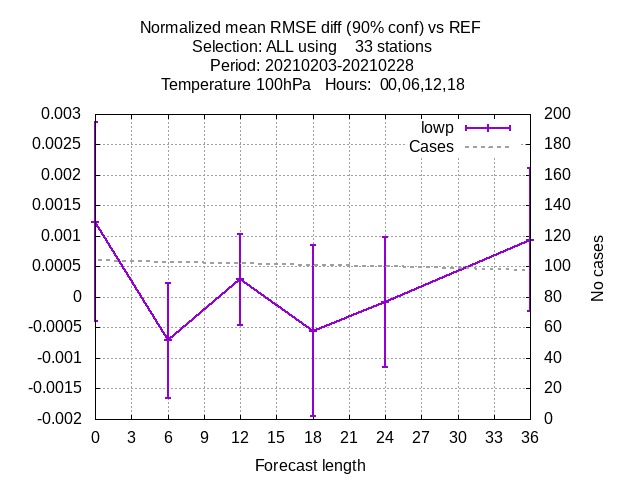 Normalized mean RMSE diff (90% conf) vs REF
Selection: ALL using    33 stations
Period: 20210203-20210228
Temperature 100hPa   Hours:  00,06,12,18
0.003
0.0025
0.002
0.0015
0.001
0.0005
0
-0.0005
-0.001
-0.0015
-0.002
lowp
Cases
200
180
160
140
120
100
80
60
40
20
0
No cases
0 3 6 9 12 15 18 21 24 27 30 33 36
Forecast length